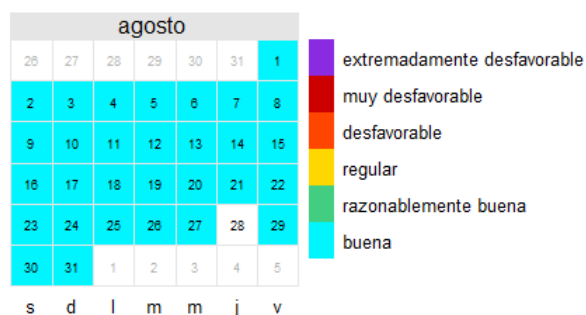 agosto
26 27 28 29 30 31 1
2 3 4 5 6 7 8
9 10 11 12 13 14 15
16 17 18 19 20 21 22
23 24 25 26 27 28 29
30 31 1 2 3 4 5
s d l m m j v
extremadamente desfavorable
muy desfavorable
desfavorable
regular
razonablemente buena
buena